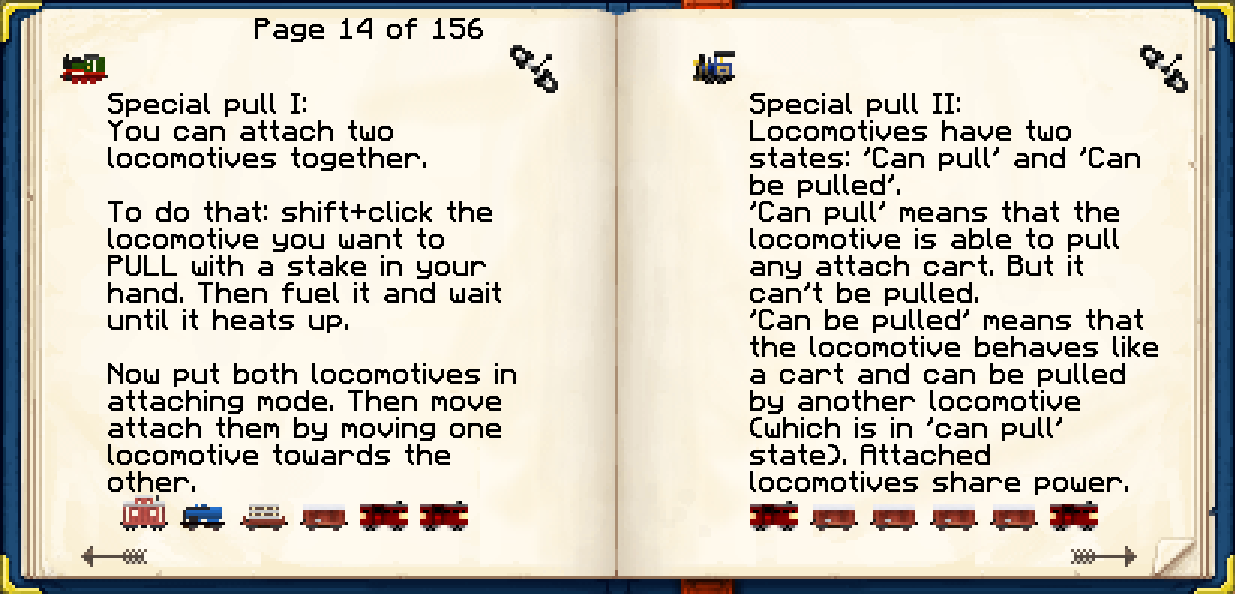 Page 14 of 156
Special pull I:
You can attach two
locomotives together.
To do that: shift+click the
locomotive you want to
PULL with a stake in your
hand. Then fuel it and wait
until it heats up.
Now put both locomotives in
attaching mode. Then move
attach them by moving one
locomotive towards the
other.
Special pull II:
Locomotives have two
states: 'Can pull' and 'Can
be pulled'.
'Can pull' means that the
locomotive is able to pull
any attach cart. But it
can't be pulled.
'Can be pulled' means that
the locomotive behaves like
a cart and can be pulled
by another locomotive
(which is in 'can pull'
state). Attached
locomotives share power.